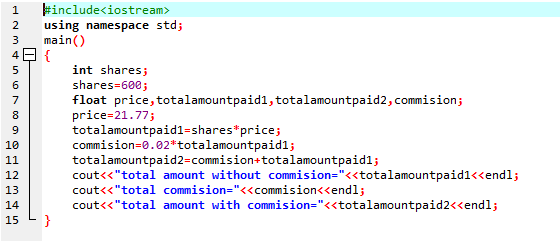 1 #include<iostream>
2 using namespace std;
3 main()
4 {
5 int shares;
6 shares=600;
7 float price,totalamountpaid1,totalamountpaid2,commision;
8 price=21.77;
9 totalamountpaid1=shares*price;
10 commision=0.02*totalamountpaid1;
11 totalamountpaid2=commision+totalamountpaid1;
12 cout<<"total amount without commision="<<totalamountpaid1<<endl;
13 cout<<"total commision="<<commision<<endl;
14 cout<<"total amount with commision="<<totalamountpaid2<<endl;
15 }